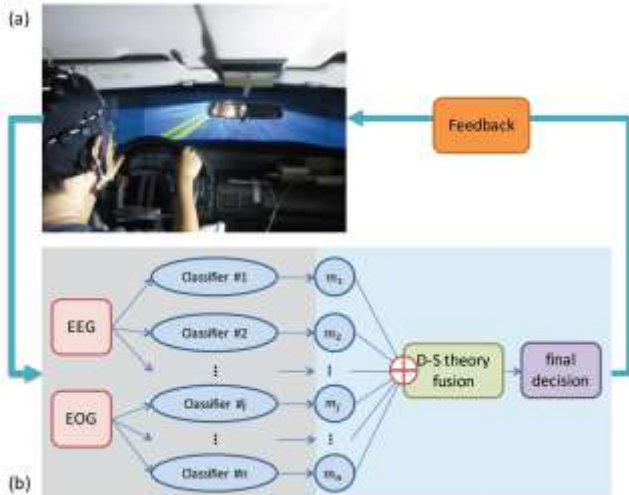 (a)
Feedback
Classifier #1
m1
EEG
Classifier #2
m2
D-S theory
fusion
final
decision
EOG
Classifier #j
mj
Classifier #n
mn
(b)